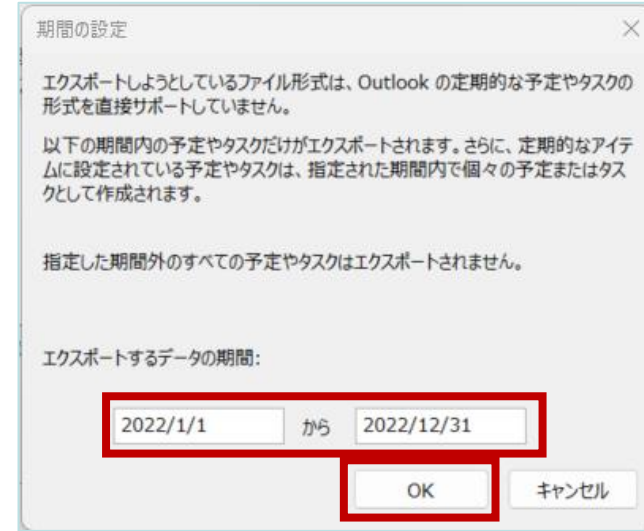 期間の設定
エクスポートしようとしているファイル形式は、Outlook の定期的な予定やタスクの
形式を直接サポートしていません。
以下の期間内の予定やタスクだけがエクスポートされます。さらに、定期的なアイテ
ムに設定されている予定やタスクは、指定された期間内で個々の予定またはタス
クとして作成されます。
指定した期間外のすべての予定やタスクはエクスポートされません。
エクスポートするデータの期間:
2022/1/1 から 2022/12/31
OK キャンセル